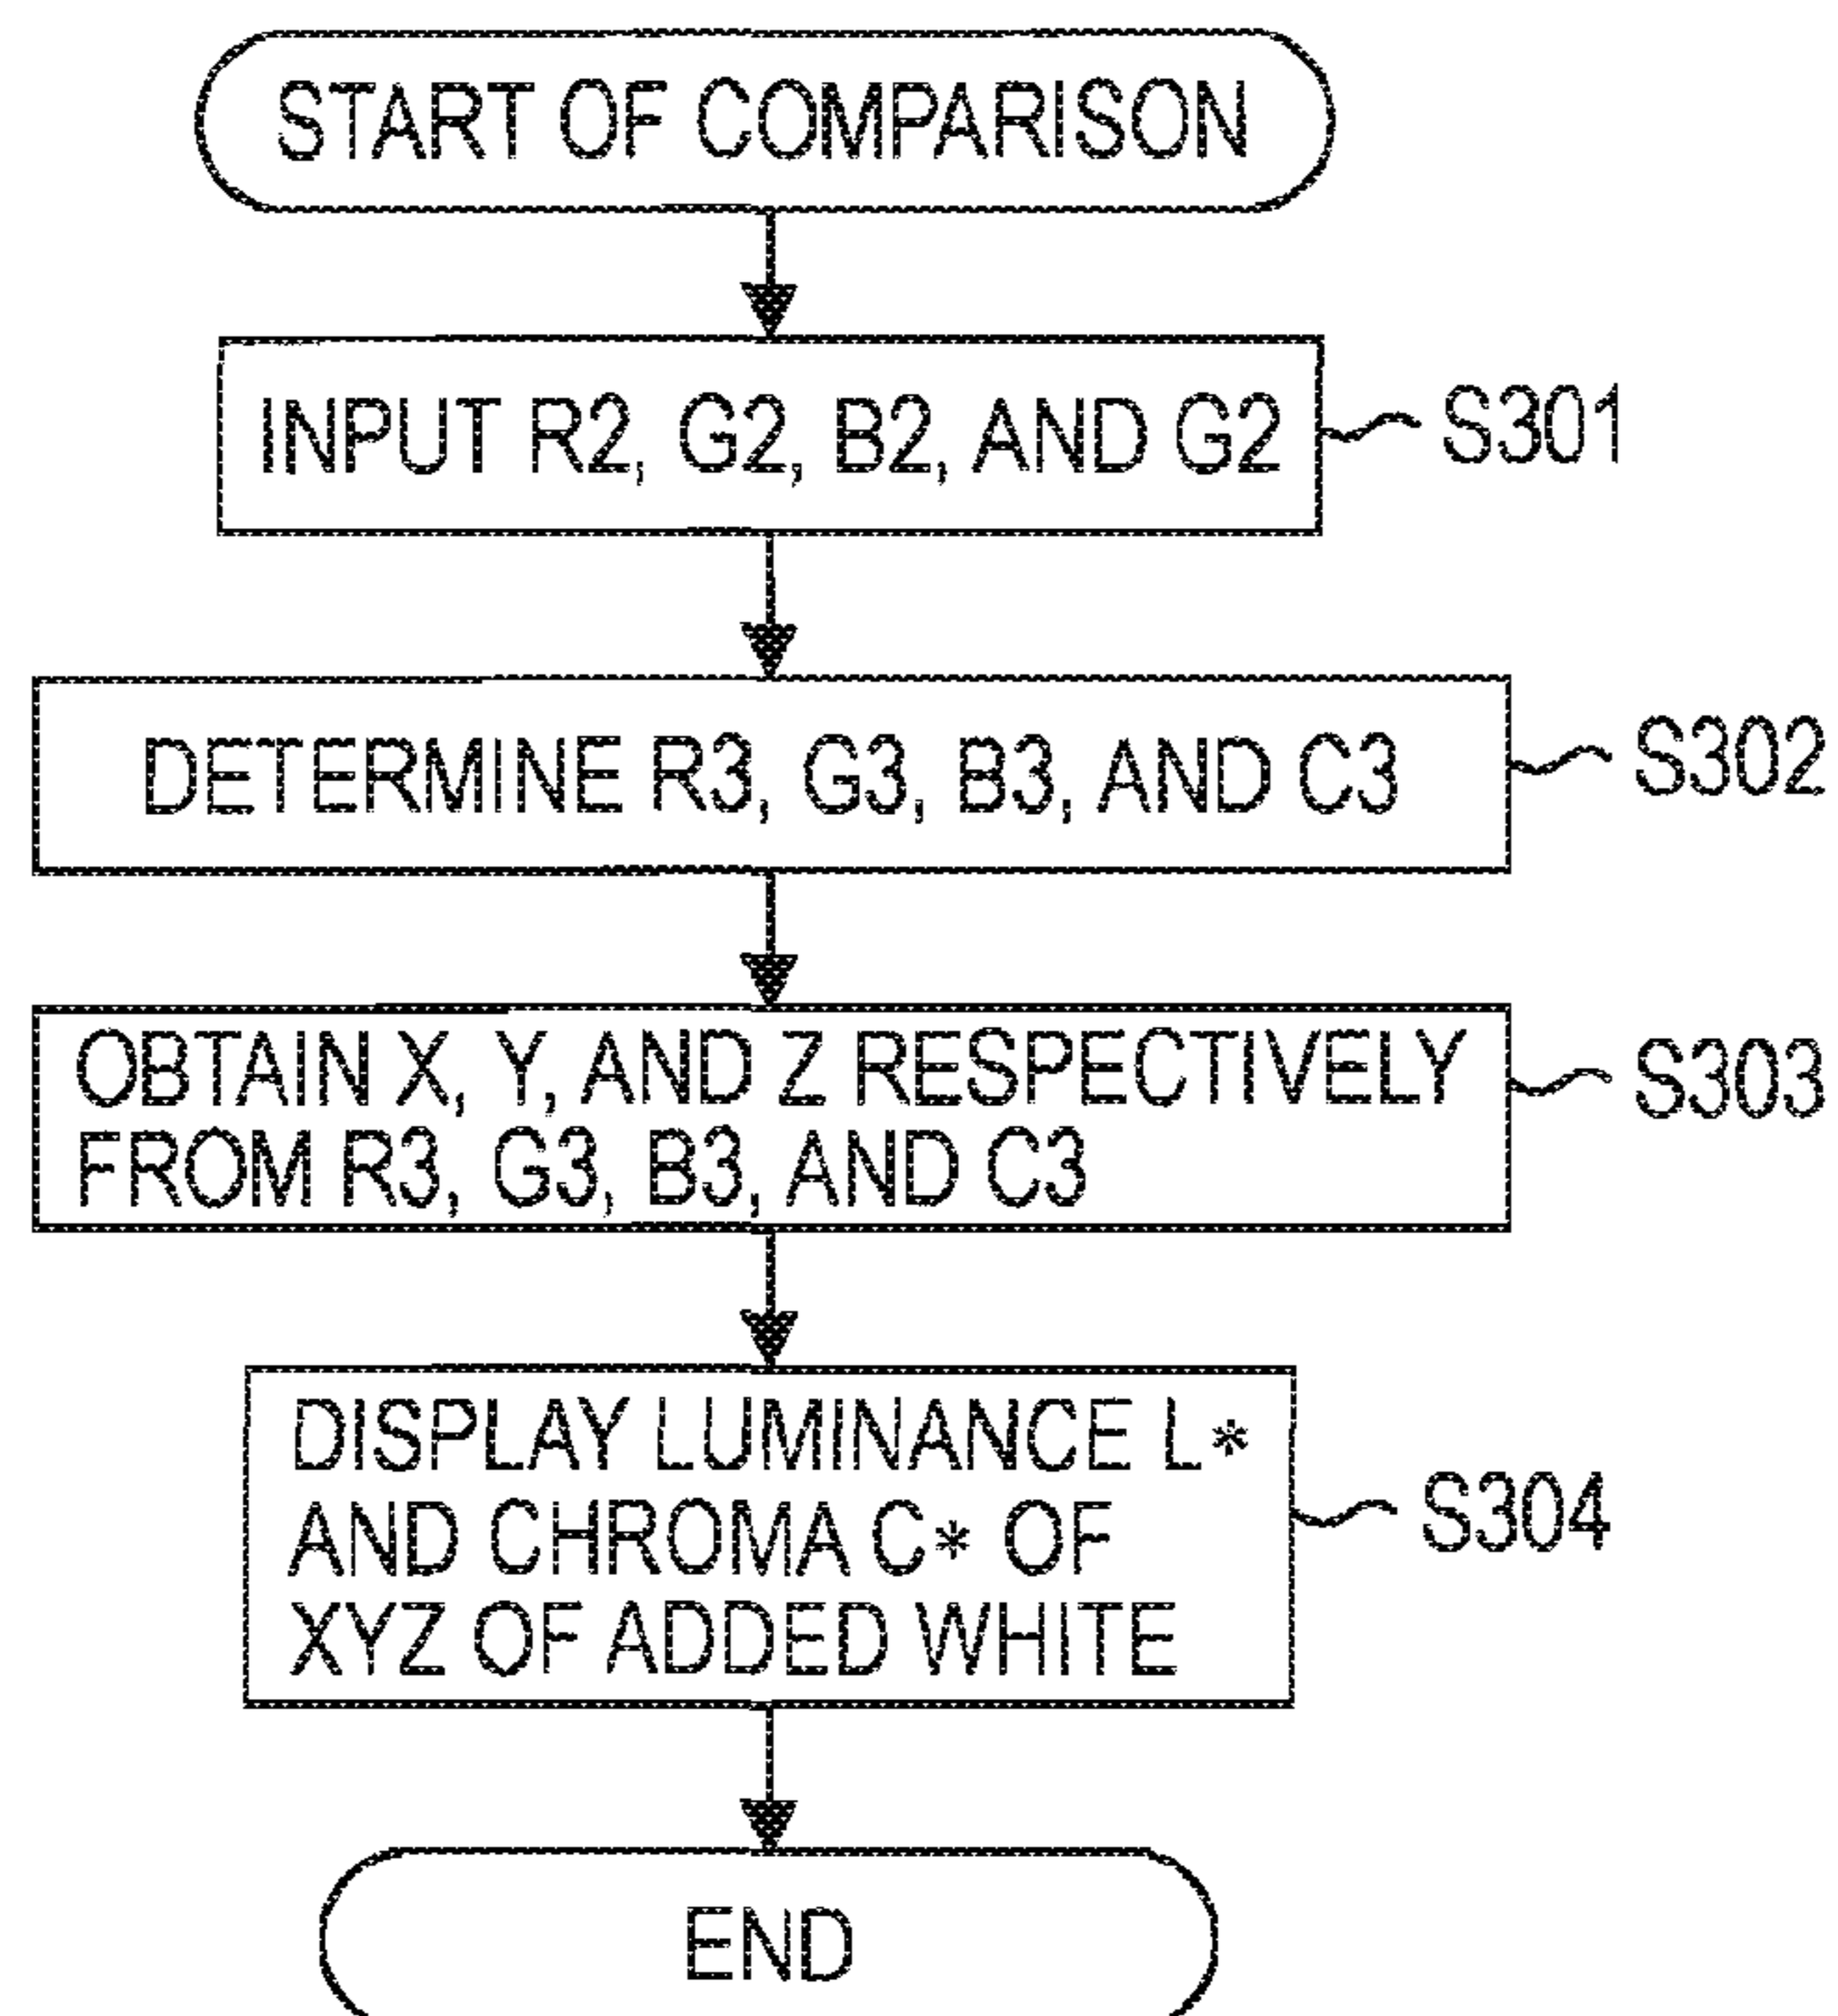 START OF COMPARISON
INPUT R2, G2, B2, AND G2
S301
DETERMINE R3, G3, B3, AND C3
S302
OBTAIN X, Y, AND Z RESPECTIVELY
FROM R3, G3, B3, AND C3
S303
DISPLAY LUMINANCE L*
AND CHROMA C* OF
XYZ OF ADDED WHITE
S304
END